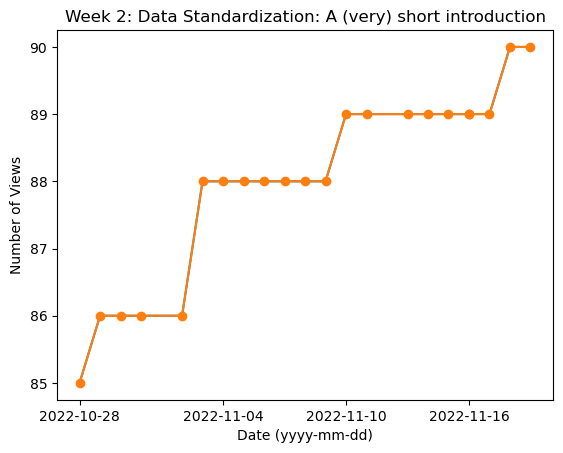 Week 2: Data Standardization: A (very) short introduction
90
89
88
87
86
85
Number of Views
2022-10-28 2022-11-04 2022-11-10 2022-11-16
Date (yyyy-mm-dd)